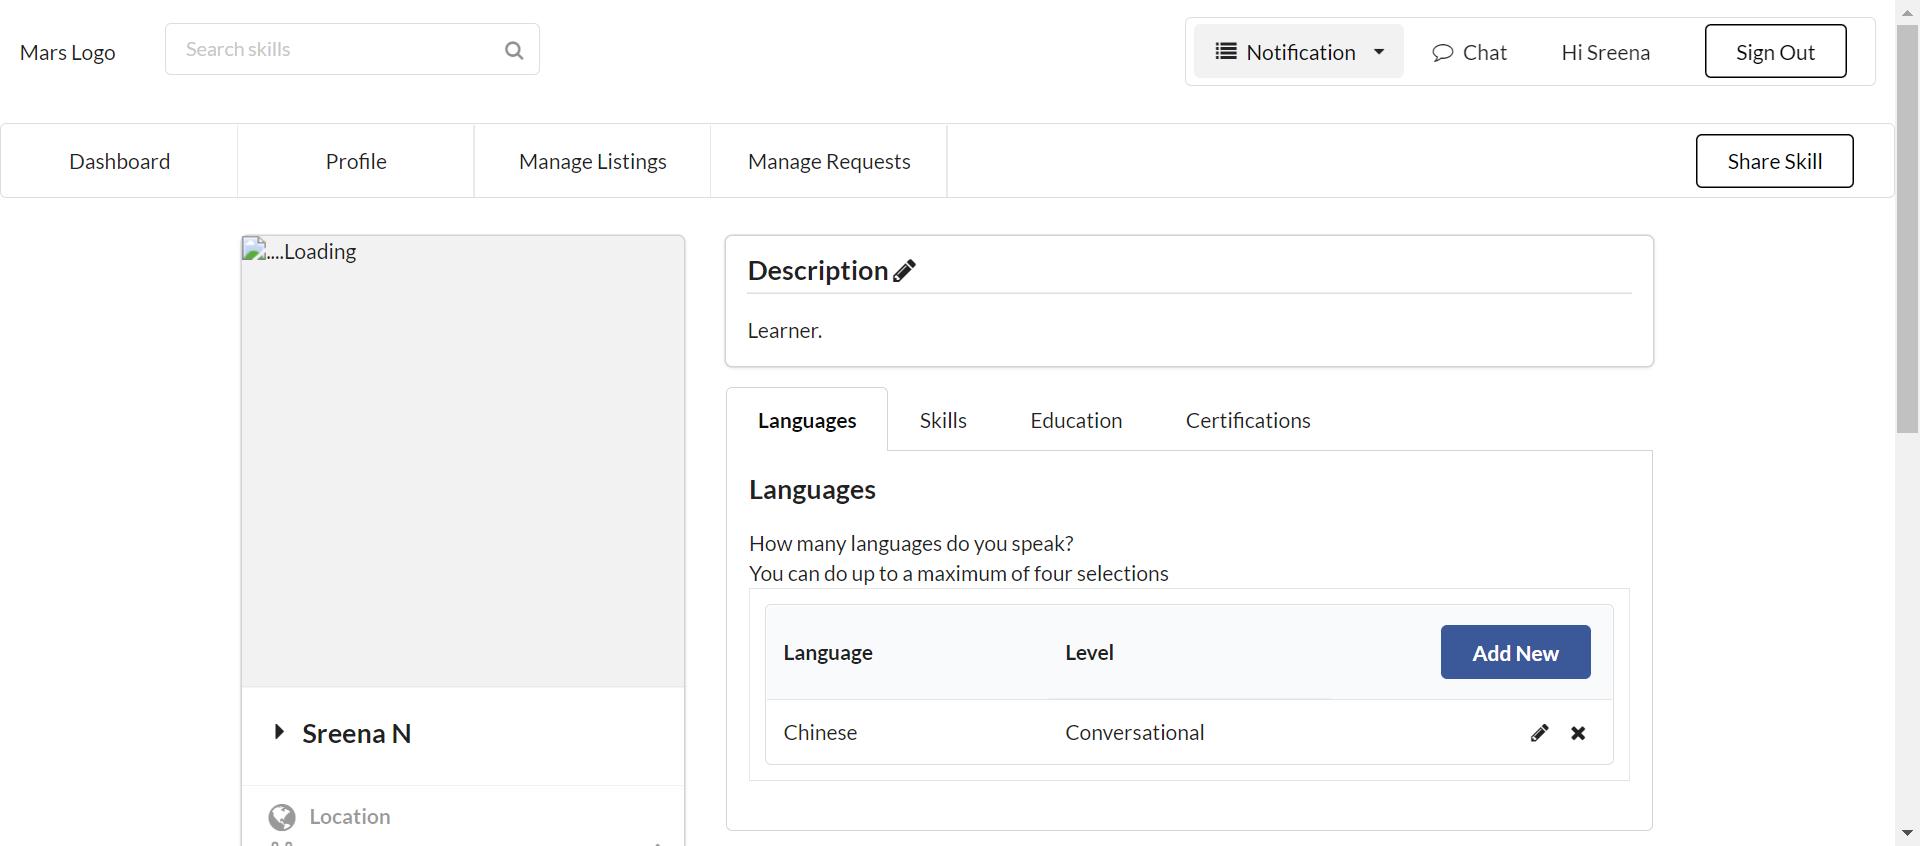 Mars Logo
Search skills
Notification
Chat
Hi Sreena
Sign Out
Dashboard
Profile
Manage Listings
Manage Requests
Share Skill
....Loading
Description
Learner.
Languages
Skills
Education
Certifications
Languages
How many languages do you speak?
You can do up to a maximum of four selections
Language
Level
Add New
Chinese
Conversational
Sreena N
Location